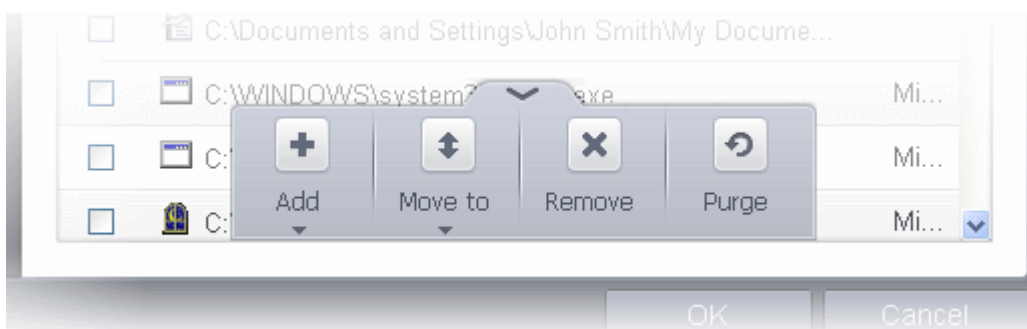 C:\Documents and Settings\John Smith\My Docume...
C:\WINDOWS\system exe Mi...
C:\ Mi...
C:\ Mi...
Add Move to Remove Purge
OK Cancel